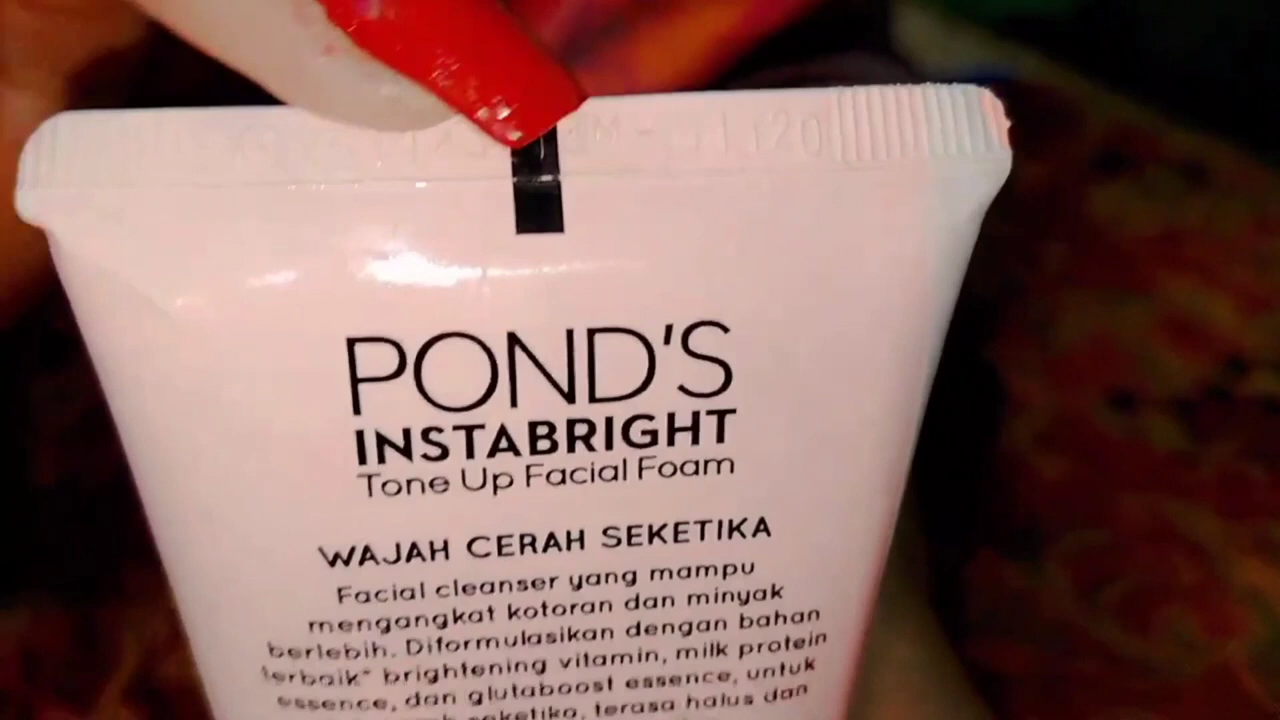 POND'S
INSTABRIGHT
Tone Up Facial Foam
WAJAH CERAH SEKETIKA
Facial cleanser yang mampu
mengangkat kotoran dan minyak
berlebih. Diformulasikan dengan bahan
terbaik* brightening vitamin, milk protein
essence, dan glutaboost essence, untuk
seketika, terasa halus dan